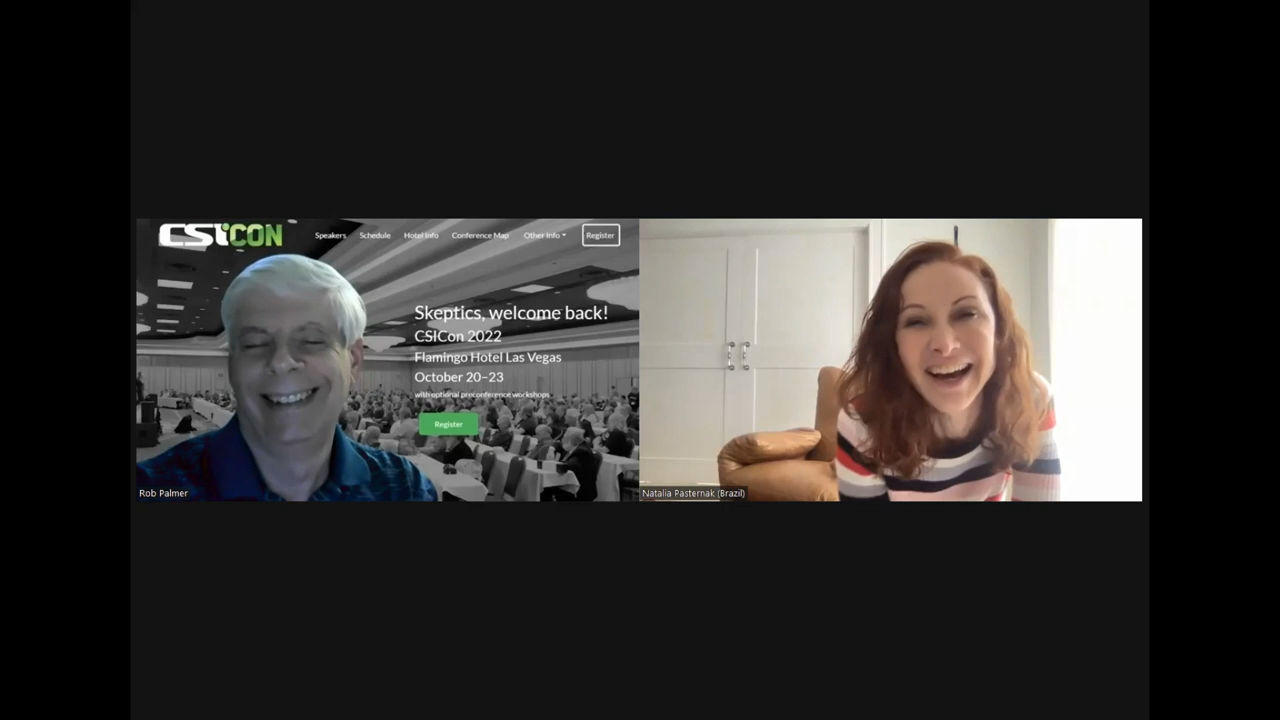 CSICON
Speakers Schedule Hotel Info Conference Map Other Info Register
Skeptics, welcome back!
CSICon 2022
Flamingo Hotel Las Vegas
October 20–23
with optional preconference workshops
Register
Rob Palmer
Natalia Pasternak (Brazil)